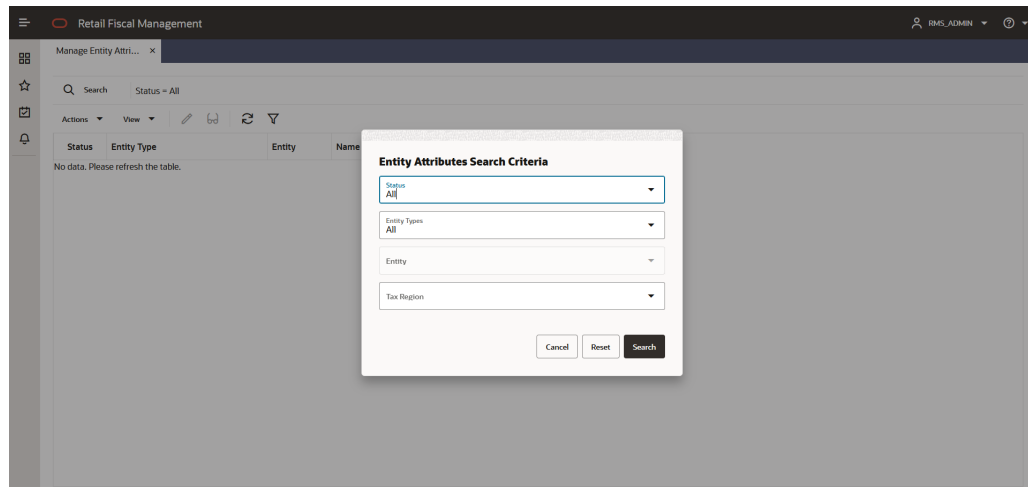 Retail Fiscal Management
RMS_ADMIN
Manage Entity Attri... ×
Search Status = All
Actions View
Status Entity Type Entity Name
No data. Please refresh the table.
Entity Attributes Search Criteria
Status
All
Entity Types
All
Entity
Tax Region
Cancel Reset Search